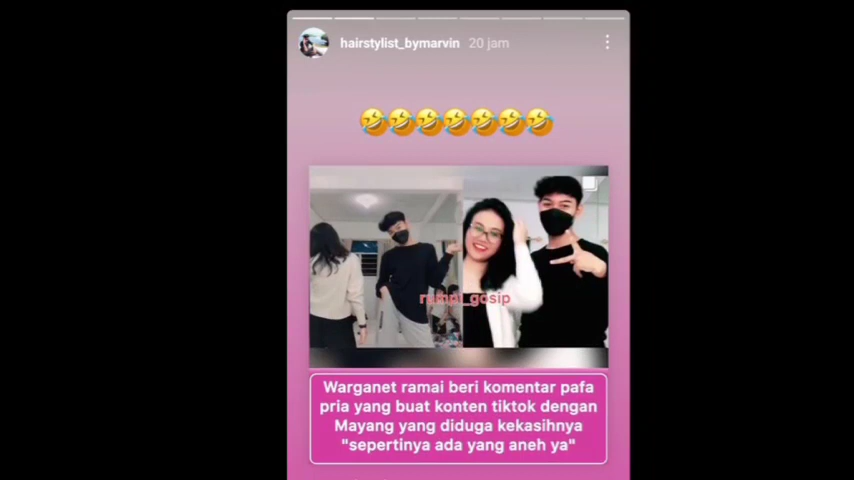 hairstylist_bymarvin 20 jam
🤣🤣🤣🤣🤣🤣🤣
rumpi_gosip
Warganet ramai beri komentar pafa
pria yang buat konten tiktok dengan
Mayang yang diduga kekasihnya
"sepertinya ada yang aneh ya"